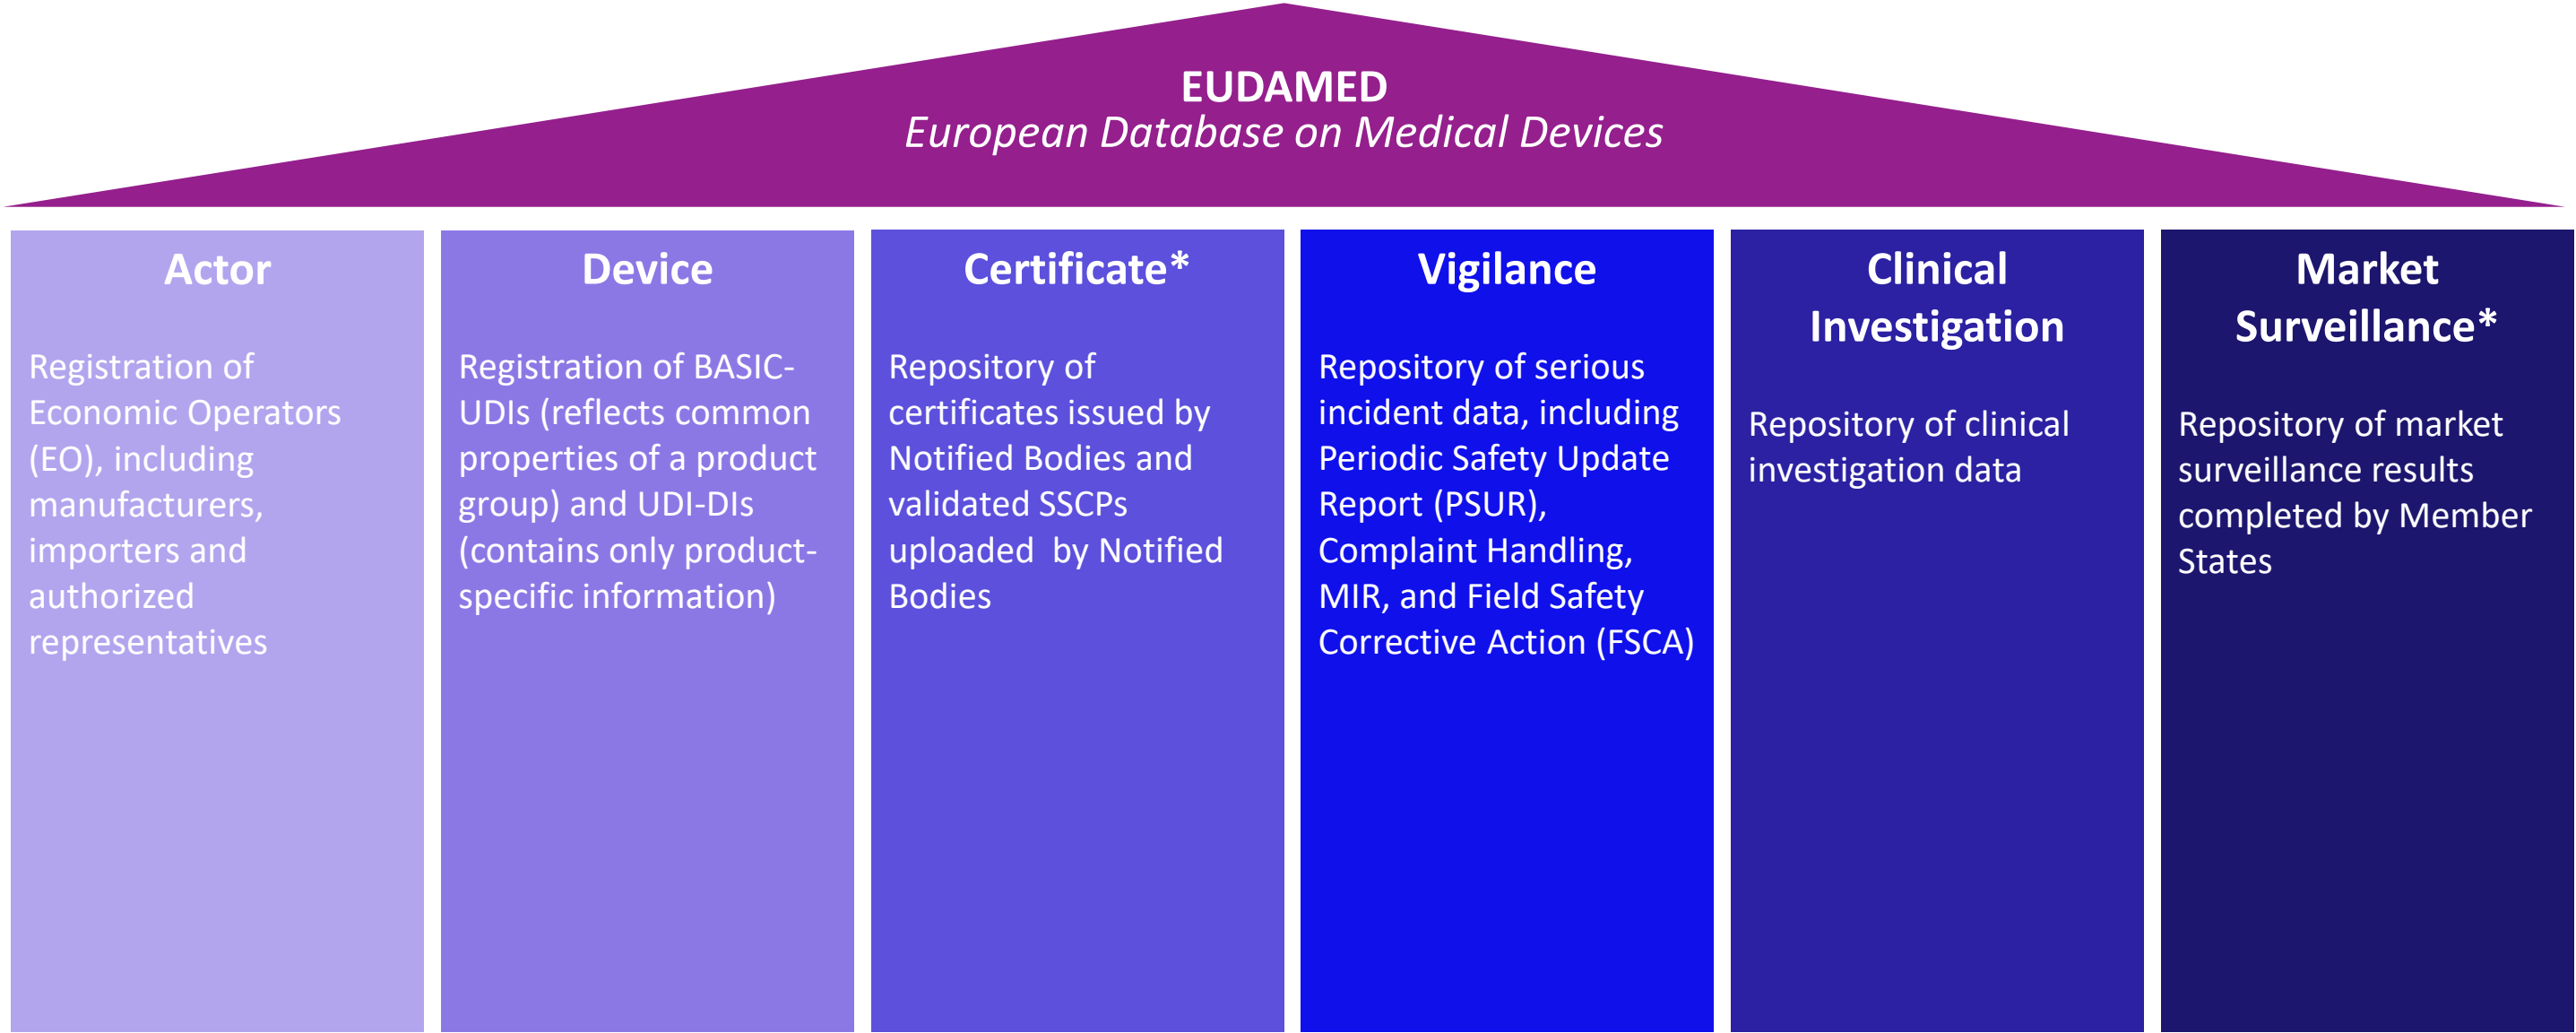 EUDAMED
European Database on Medical Devices
Actor
Registration of
Economic Operators
(EO), including
manufacturers,
importers and
authorized
representatives
Device
Registration of BASIC-
UDIs (reflects common
properties of a product
group) and UDI-DIs
(contains only product-
specific information)
Certificate*
Repository of
certificates issued by
Notified Bodies and
validated SSCPs
uploaded  by Notified
Bodies
Vigilance
Repository of serious
incident data, including
Periodic Safety Update
Report (PSUR),
Complaint Handling,
MIR, and Field Safety
Corrective Action (FSCA)
Clinical
Investigation
Repository of clinical
investigation data
Market
Surveillance*
Repository of market
surveillance results
completed by Member
States